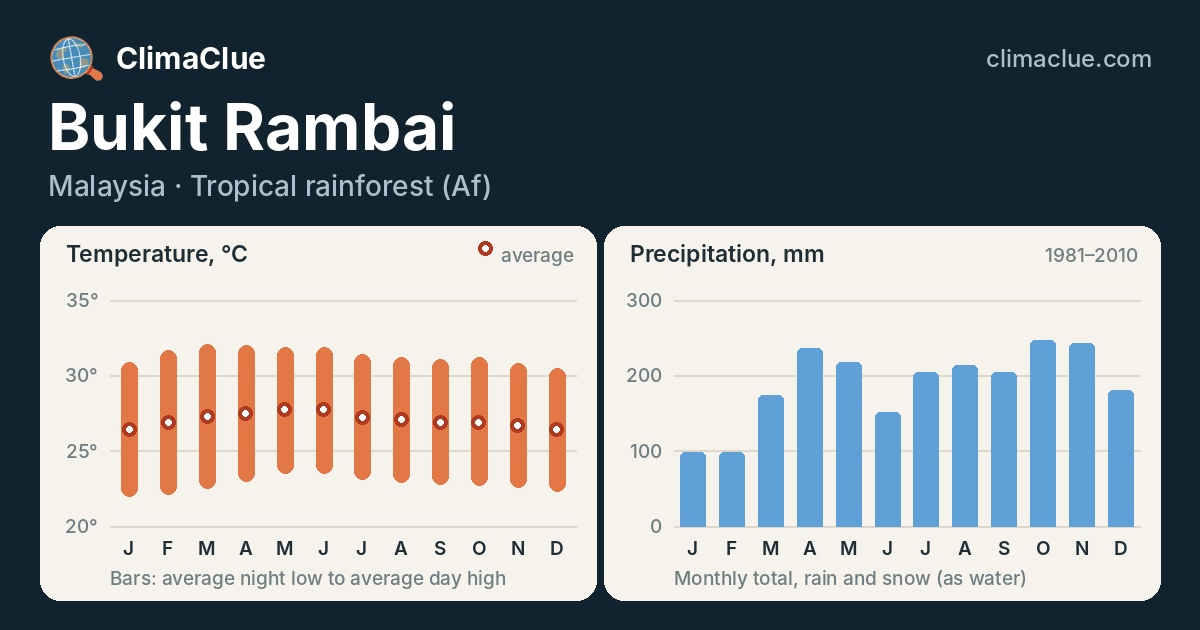 ClimaClue
climaclue.com
Bukit Rambai
Malaysia · Tropical rainforest (Af)
Temperature, °C
average
35°
30°
25°
20°
J F M A M J J A S O N D
Bars: average night low to average day high
Precipitation, mm
1981–2010
300
200
100
0
J F M A M J J A S O N D
Monthly total, rain and snow (as water)